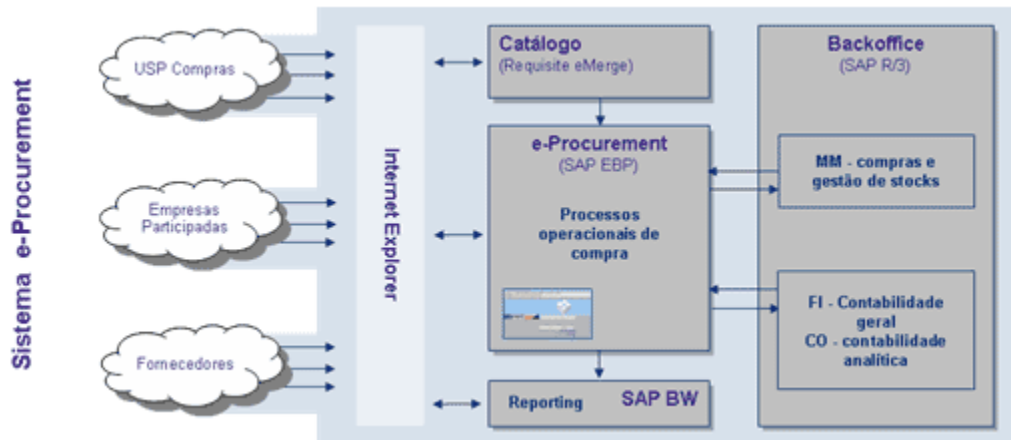 Sistema e-Procurement
USP Compras
Empresas
Participadas
Fornecedores
Internet Explorer
Catálogo
(Requisite eMerge)
e-Procurement
(SAP EBP)
Processos
operacionais de
compra
Reporting
SAP BW
Backoffice
(SAP R/3)
MM - compras e
gestão de stocks
FI - Contabilidade
geral
CO - contabilidade
analítica